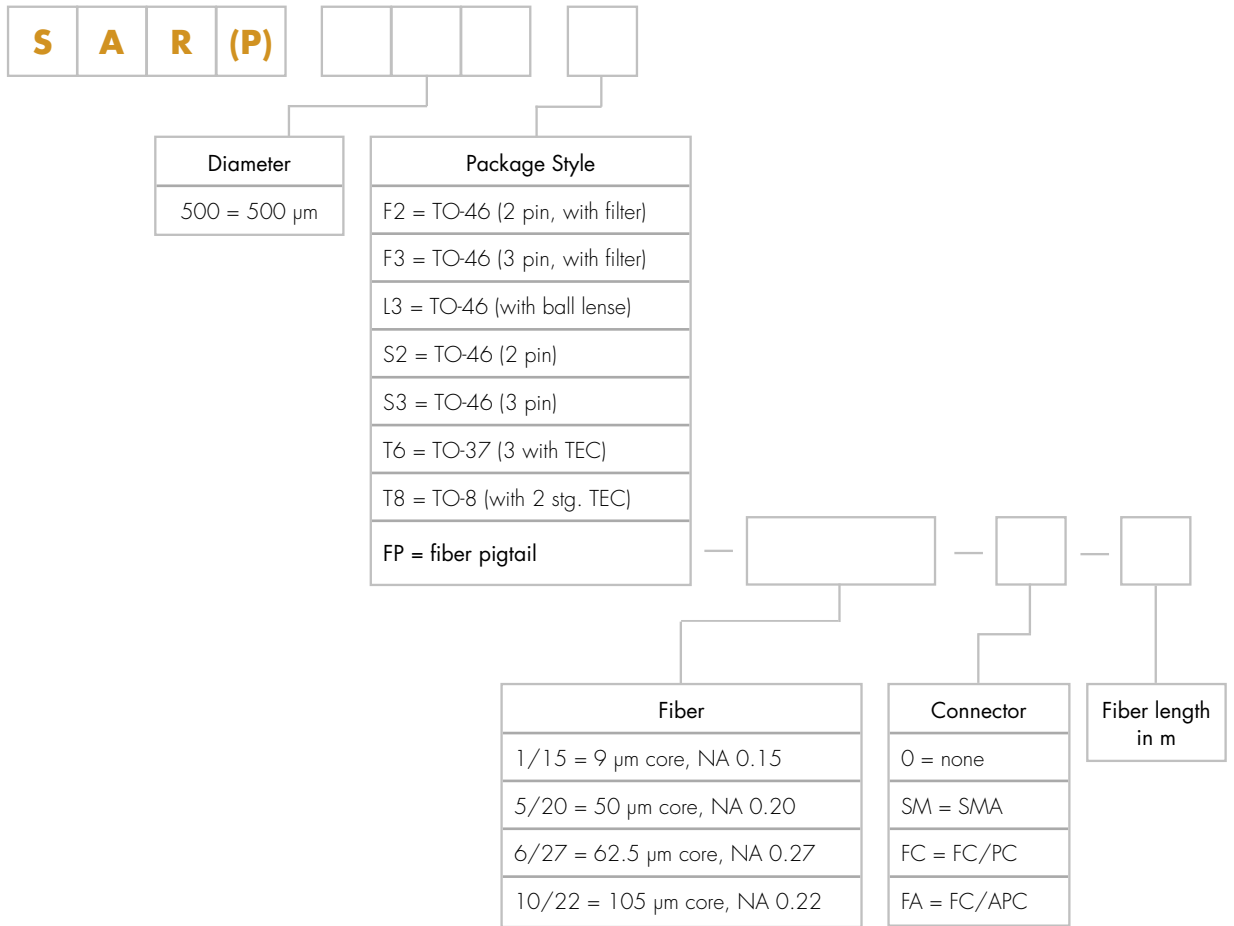 S A R (P)
Diameter
500 = 500 µm
Package Style
F2 = TO-46 (2 pin, with filter)
F3 = TO-46 (3 pin, with filter)
L3 = TO-46 (with ball lense)
S2 = TO-46 (2 pin)
S3 = TO-46 (3 pin)
T6 = TO-37 (3 with TEC)
T8 = TO-8 (with 2 stg. TEC)
FP = fiber pigtail
Fiber
1/15 = 9 µm core, NA 0.15
5/20 = 50 µm core, NA 0.20
6/27 = 62.5 µm core, NA 0.27
10/22 = 105 µm core, NA 0.22
Connector
0 = none
SM = SMA
FC = FC/PC
FA = FC/APC
Fiber length
in m